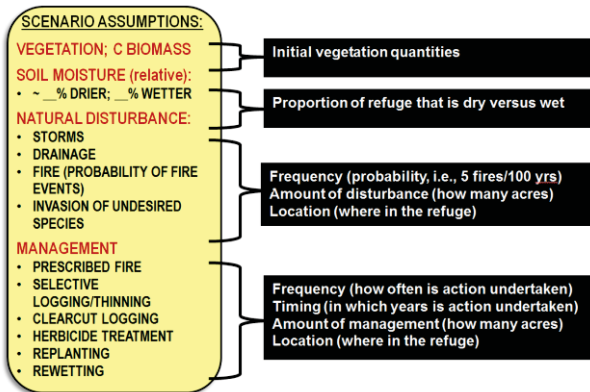 SCENARIO ASSUMPTIONS:
VEGETATION; C BIOMASS
SOIL MOISTURE (relative):
• ~ __% DRIER; __% WETTER
NATURAL DISTURBANCE:
• STORMS
• DRAINAGE
• FIRE (PROBABILITY OF FIRE
EVENTS)
• INVASION OF UNDESIRED
SPECIES
MANAGEMENT
• PRESCRIBED FIRE
• SELECTIVE
LOGGING/THINNING
• CLEARCUT LOGGING
• HERBICIDE TREATMENT
• REPLANTING
• REWETTING
Initial vegetation quantities
Proportion of refuge that is dry versus wet
Frequency (probability, i.e., 5 fires/100 yrs)
Amount of disturbance (how many acres)
Location (where in the refuge)
Frequency (how often is action undertaken)
Timing (in which years is action undertaken)
Amount of management (how many acres)
Location (where in the refuge)